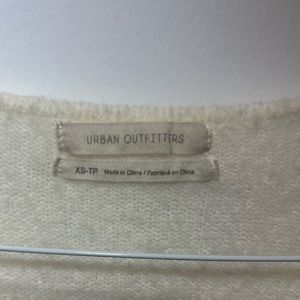 URBAN OUTFITTERS
XS-TP Made in China / Fabriqué en Chine